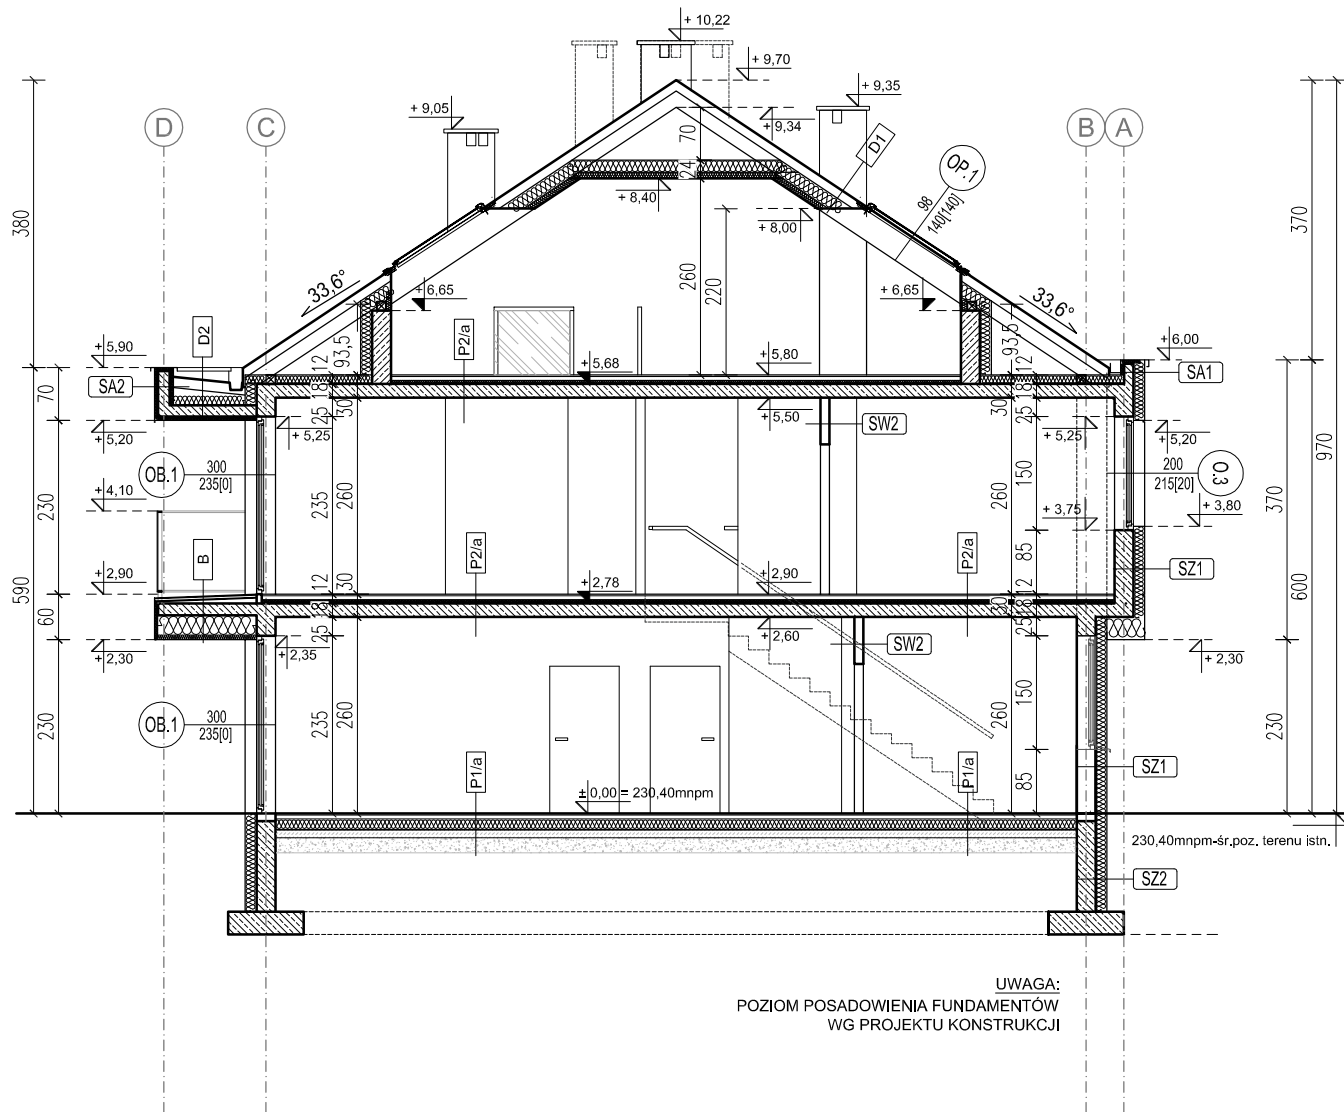 + 10,22
+ 9,70
+ 9,05
+ 9,35
+ 9,34
D
C
B
A
70
24
D1
OP.1
98
140[140]
+ 8,40
+ 8,00
380
370
33,6°
33,6°
260
220
+ 6,65
+ 6,65
93,5
93,5
D2
P2/a
+ 5,90
+ 6,00
+ 5,68
+ 5,80
12
12
SA2
SA1
70
18
25
30
30
18
25
+ 5,20
+ 5,25
+ 5,50
SW2
+ 5,25
+ 5,20
OB.1
300
235[0]
200
215[20]
O.3
+ 4,10
+ 3,75
+ 3,80
230
235
260
260
150
370
970
B
P2/a
P2/a
85
SZ1
+ 2,90
+ 2,78
+ 2,90
12
30
12
590
600
60
18
25
30
18
25
+ 2,30
+ 2,35
+ 2,60
SW2
+ 2,30
OB.1
300
235[0]
230
235
260
260
150
230
P1/a
P1/a
85
SZ1
± 0,00 = 230,40mnpm
230,40mnpm-śr.poz. terenu istn.
SZ2
UWAGA:
POZIOM POSADOWIENIA FUNDAMENTÓW
WG PROJEKTU KONSTRUKCJI